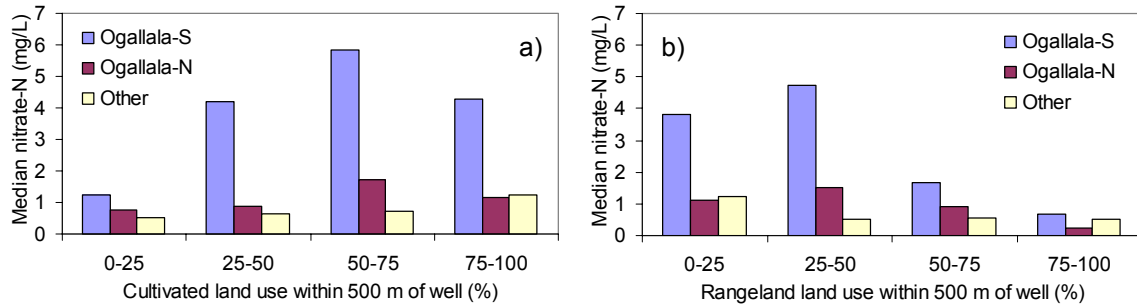 Median nitrate-N (mg/L)
7
6
5
4
3
2
1
0
Ogallala-S
Ogallala-N
Other
a)
0-25 25-50 50-75 75-100
Cultivated land use within 500 m of well (%)
Median nitrate-N (mg/L)
7
6
5
4
3
2
1
0
b)
Ogallala-S
Ogallala-N
Other
0-25 25-50 50-75 75-100
Rangeland land use within 500 m of well (%)